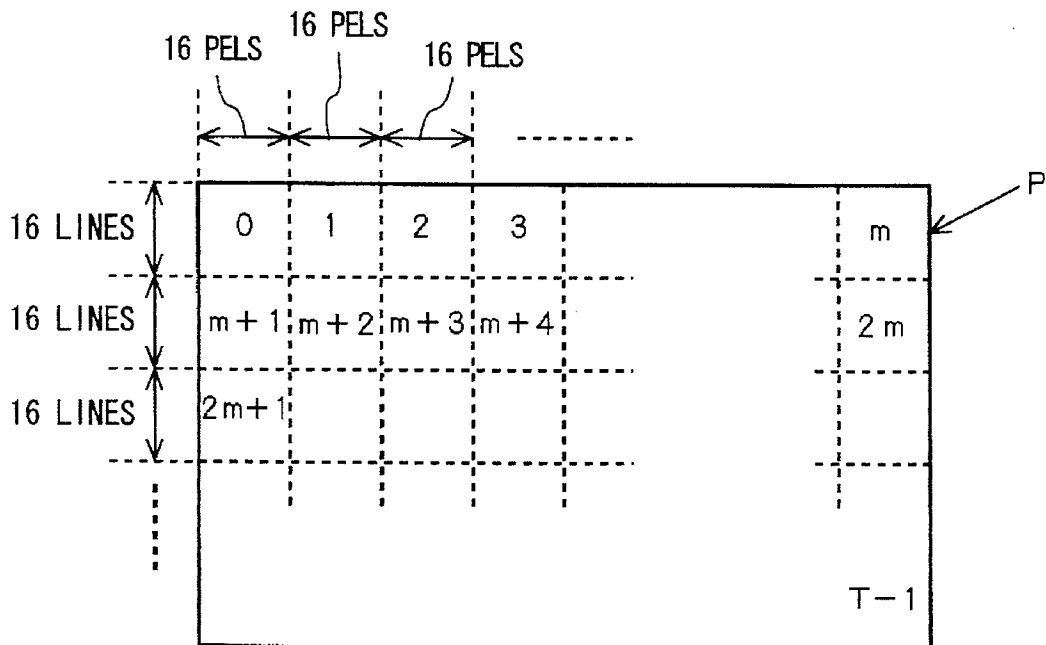 16 PELS
16 PELS
16 PELS
P
16 LINES
0 1 2 3 m
16 LINES
m+1 m+2 m+3 m+4 2m
16 LINES
2m+1
T-1